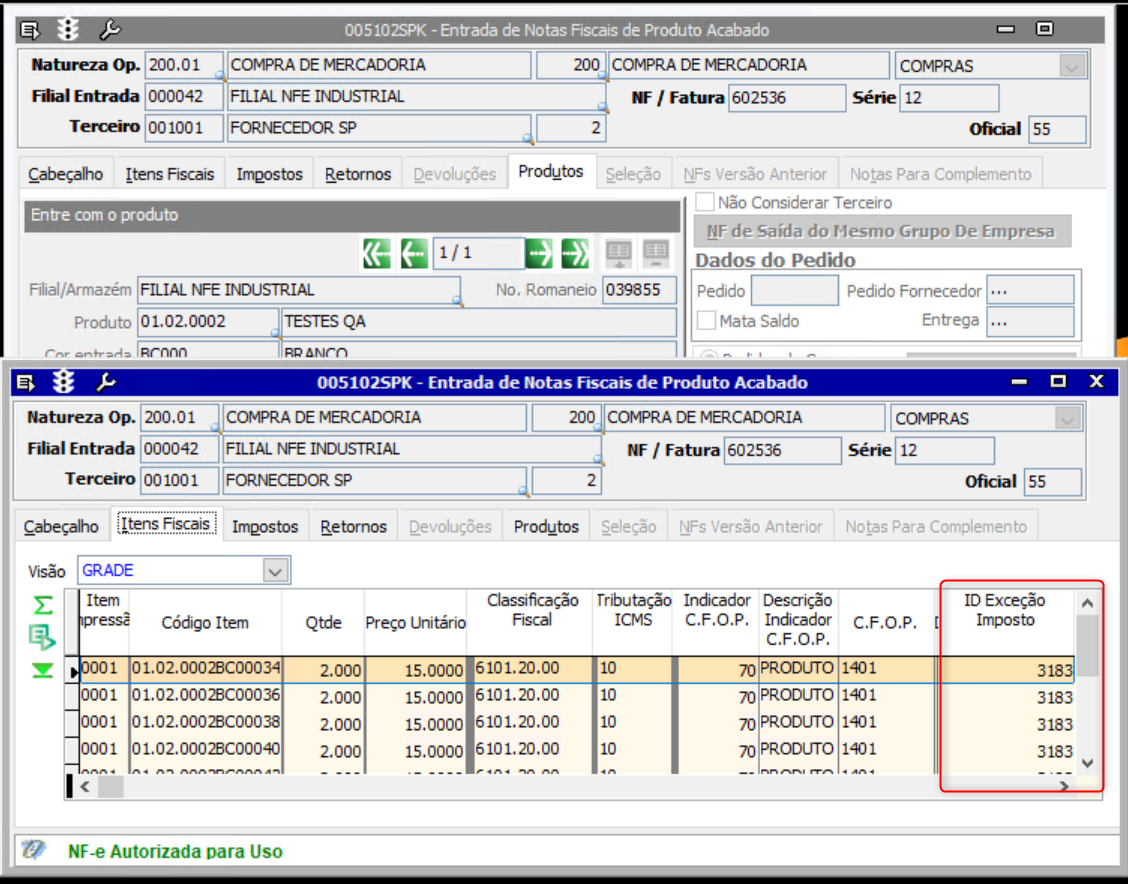 005102SPK - Entrada de Notas Fiscais de Produto Acabado
Natureza Op. 200.01 COMPRA DE MERCADORIA 200 COMPRA DE MERCADORIA COMPRAS
Filial Entrada 000042 FILIAL NFE INDUSTRIAL NF / Fatura 602536 Série 12
Terceiro 001001 FORNECEDOR SP 2 Oficial 55
Cabeçalho Itens Fiscais Impostos Retornos Devoluções Produtos Seleção NFs Versão Anterior Notas Para Complemento
Entre com o produto
Não Considerar Terceiro
1 / 1
NF de Saída do Mesmo Grupo De Empresa
Dados do Pedido
Filial/Armazém FILIAL NFE INDUSTRIAL No. Romaneio 039855
Pedido Pedido Fornecedor ...
Produto 01.02.0002 TESTES QA
Mata Saldo Entrega ...
Cor entrada BC000 BRANCO
005102SPK - Entrada de Notas Fiscais de Produto Acabado
Natureza Op. 200.01 COMPRA DE MERCADORIA 200 COMPRA DE MERCADORIA COMPRAS
Filial Entrada 000042 FILIAL NFE INDUSTRIAL NF / Fatura 602536 Série 12
Terceiro 001001 FORNECEDOR SP 2 Oficial 55
Cabeçalho Itens Fiscais Impostos Retornos Devoluções Produtos Seleção NFs Versão Anterior Notas Para Complemento
Visão GRADE
Item Código Item Qtde Preço Unitário Classificação Fiscal Tributação ICMS Indicador C.F.O.P. Descrição Indicador C.F.O.P. C.F.O.P. ID Exceção Imposto
0001 01.02.0002BC00034 2.000 15.0000 6101.20.00 10 70 PRODUTO 1401 3183
0001 01.02.0002BC00036 2.000 15.0000 6101.20.00 10 70 PRODUTO 1401 3183
0001 01.02.0002BC00038 2.000 15.0000 6101.20.00 10 70 PRODUTO 1401 3183
0001 01.02.0002BC00040 2.000 15.0000 6101.20.00 10 70 PRODUTO 1401 3183
NF-e Autorizada para Uso